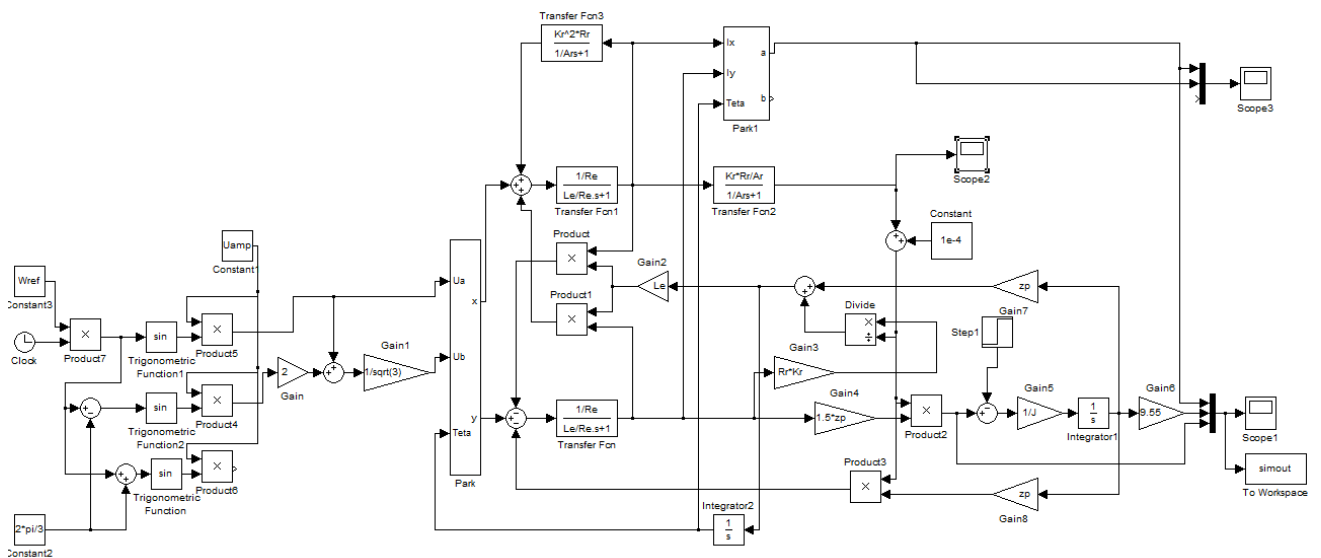 Transfer Fcn3
Kr^2*Rr
1/Ars+1
Ix
a
Iy
b
Teta
Park1
Scope3
1/Re
Le/Re.s+1
Transfer Fcn1
Kr*Rr/Ar
1/Ars+1
Transfer Fcn2
Scope2
Constant
1e-4
Uamp
Constant1
Product
Gain2
Le
Product1
Divide
zp
Gain7
Step1
Wref
Constant3
Clock
Product7
sin
Trigonometric
Function1
Product5
Ua
x
Ub
y
Teta
Park
Gain1
1/sqrt(3)
2
Gain
sin
Trigonometric
Function2
Product4
sin
Trigonometric
Function
Product6
2*pi/3
Constant2
1/Re
Le/Re.s+1
Transfer Fcn
Gain3
Rr*Kr
Gain4
1.5*zp
Product2
Gain5
1/J
1
s
Integrator1
Gain6
9.55
Scope1
simout
To Workspace
Product3
zp
Gain8
Integrator2
1
s